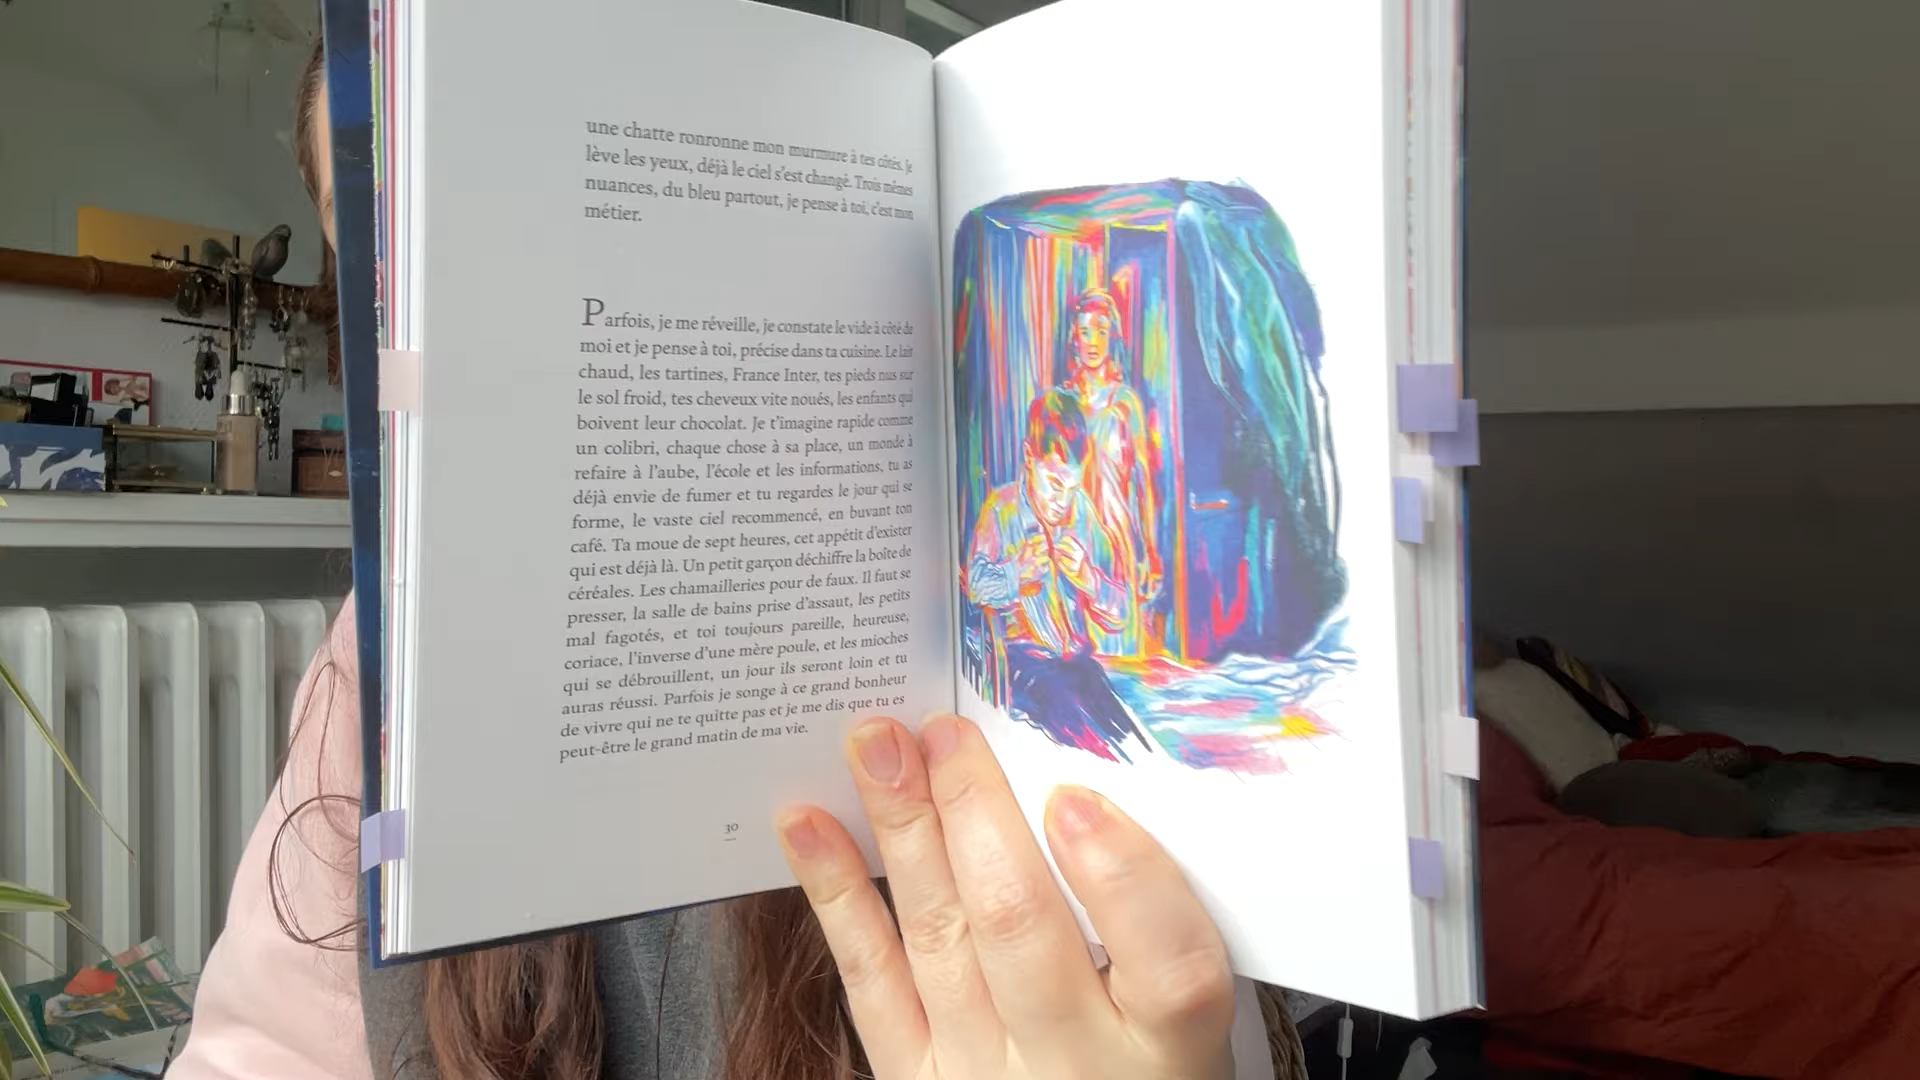 une chatte ronronne mon murmure à tes côtés. Je
lève les yeux, déjà le ciel s'est changé. Trois mêmes
nuances, du bleu partout, je pense à toi, c'est mon
métier.
Parfois, je me réveille, je constate le vide à côté de
moi et je pense à toi, précise dans ta cuisine. Le lait
chaud, les tartines, France Inter, tes pieds nus sur
le sol froid, tes cheveux vite noués, les enfants qui
boivent leur chocolat. Je t'imagine rapide comme
un colibri, chaque chose à sa place, un monde à
refaire à l'aube, l'école et les informations, tu as
déjà envie de fumer et tu regardes le jour qui se
forme, le vaste ciel recommencé, en buvant ton
café. Ta moue de sept heures, cet appétit d'exister
qui est déjà là. Un petit garçon déchiffre la boîte de
céréales. Les chamailleries pour de faux. Il faut se
presser, la salle de bains prise d'assaut, les petits
mal fagotés, et toi toujours pareille, heureuse,
coriace, l'inverse d'une mère poule, et les mioches
qui se débrouillent, un jour ils seront loin et tu
auras réussi. Parfois je songe à ce grand bonheur
de vivre qui ne te quitte pas et je me dis que tu es
peut-être le grand matin de ma vie.
30